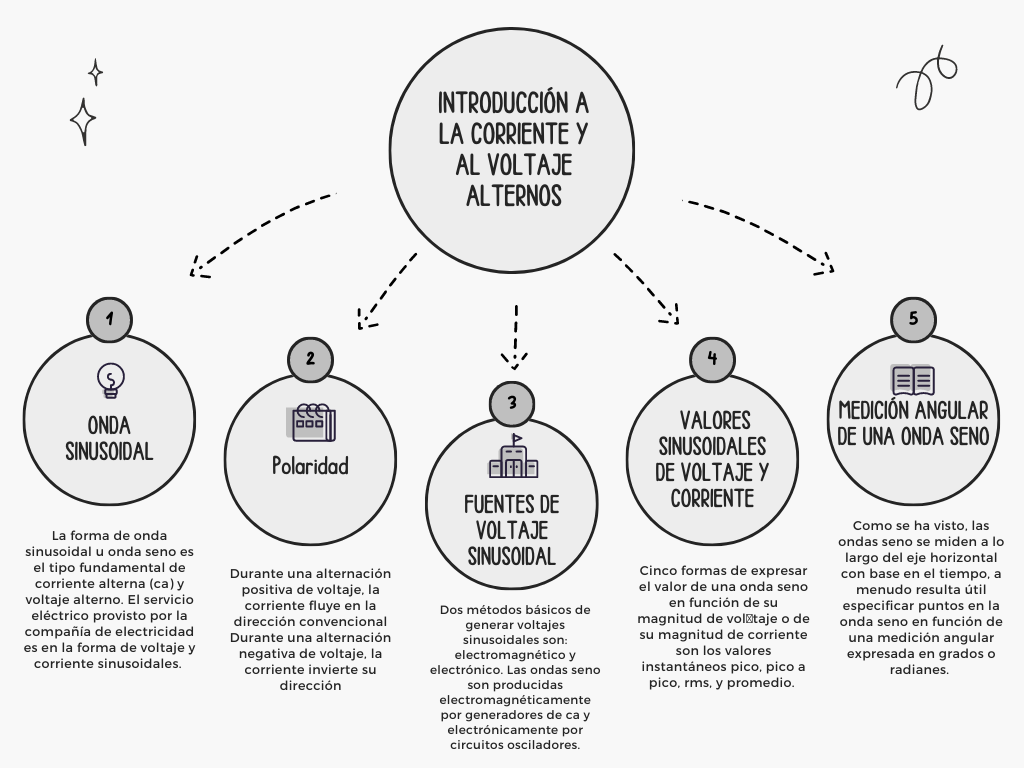 INTRODUCCIÓN A
LA CORRIENTE Y
AL VOLTAJE
ALTERNOS
1
ONDA
SINUSOIDAL
La forma de onda
sinusoidal u onda seno es
el tipo fundamental de
corriente alterna (ca) y
voltaje alterno. El servicio
eléctrico provisto por la
compañía de electricidad
es en la forma de voltaje y
corriente sinusoidales.
2
Polaridad
Durante una alternación
positiva de voltaje, la
corriente fluye en la
dirección convencional
Durante una alternación
negativa de voltaje, la
corriente invierte su
dirección
3
FUENTES DE
VOLTAJE
SINUSOIDAL
Dos métodos básicos de
generar voltajes
sinusoidales son:
electromagnético y
electrónico. Las ondas seno
son producidas
electromagnéticamente
por generadores de ca y
electrónicamente por
circuitos osciladores.
4
VALORES
SINUSOIDALES
DE VOLTAJE Y
CORRIENTE
Cinco formas de expresar
el valor de una onda seno
en función de su
magnitud de vol▯taje o de
su magnitud de corriente
son los valores
instantáneos pico, pico a
pico, rms, y promedio.
5
MEDICIÓN ANGULAR
DE UNA ONDA SENO
Como se ha visto, las
ondas seno se miden a lo
largo del eje horizontal
con base en el tiempo, a
menudo resulta útil
especificar puntos en la
onda seno en función de
una medición angular
expresada en grados o
radianes.